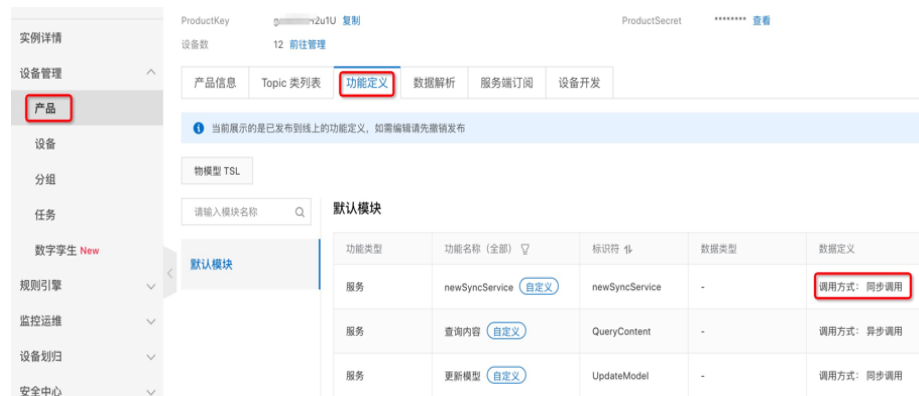 ProductKey 2u1U 复制 ProductSecret ******** 查看
实例详情
设备数 12 前往管理
设备管理
产品信息 Topic 类列表 功能定义 数据解析 服务端订阅 设备开发
产品
当前展示的是已发布到线上的功能定义，如需编辑请先撤销发布
设备
物模型 TSL
分组
请输入模块名称 默认模块
任务
数字孪生 New
功能类型 功能名称（全部） 标识符 数据类型 数据定义
默认模块
规则引擎
服务 newSyncService 自定义 newSyncService - 调用方式： 同步调用
监控运维
服务 查询内容 自定义 QueryContent - 调用方式： 异步调用
设备划归
服务 更新模型 自定义 UpdateModel - 调用方式： 同步调用
安全中心